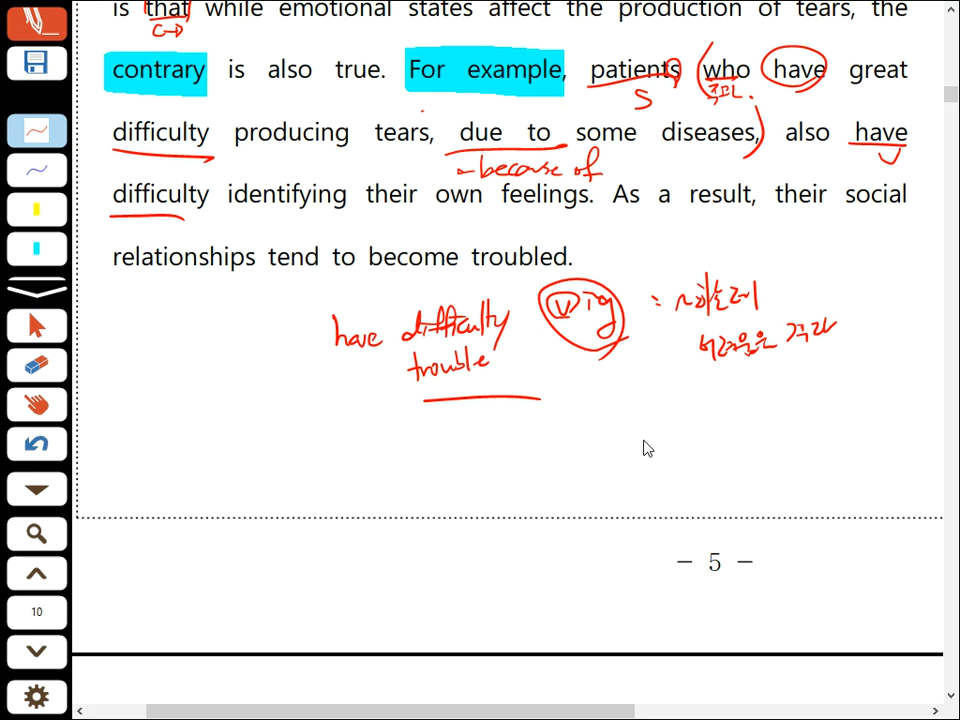 is that while emotional states affect the production of tears, the
contrary is also true. For example, patients who have great
S
주관.
difficulty producing tears, due to some diseases, also have
= because of
V
difficulty identifying their own feelings. As a result, their social
relationships tend to become troubled.
have difficulty Ving : ~하는데
trouble 어려움을 겪다
- 5 -
10